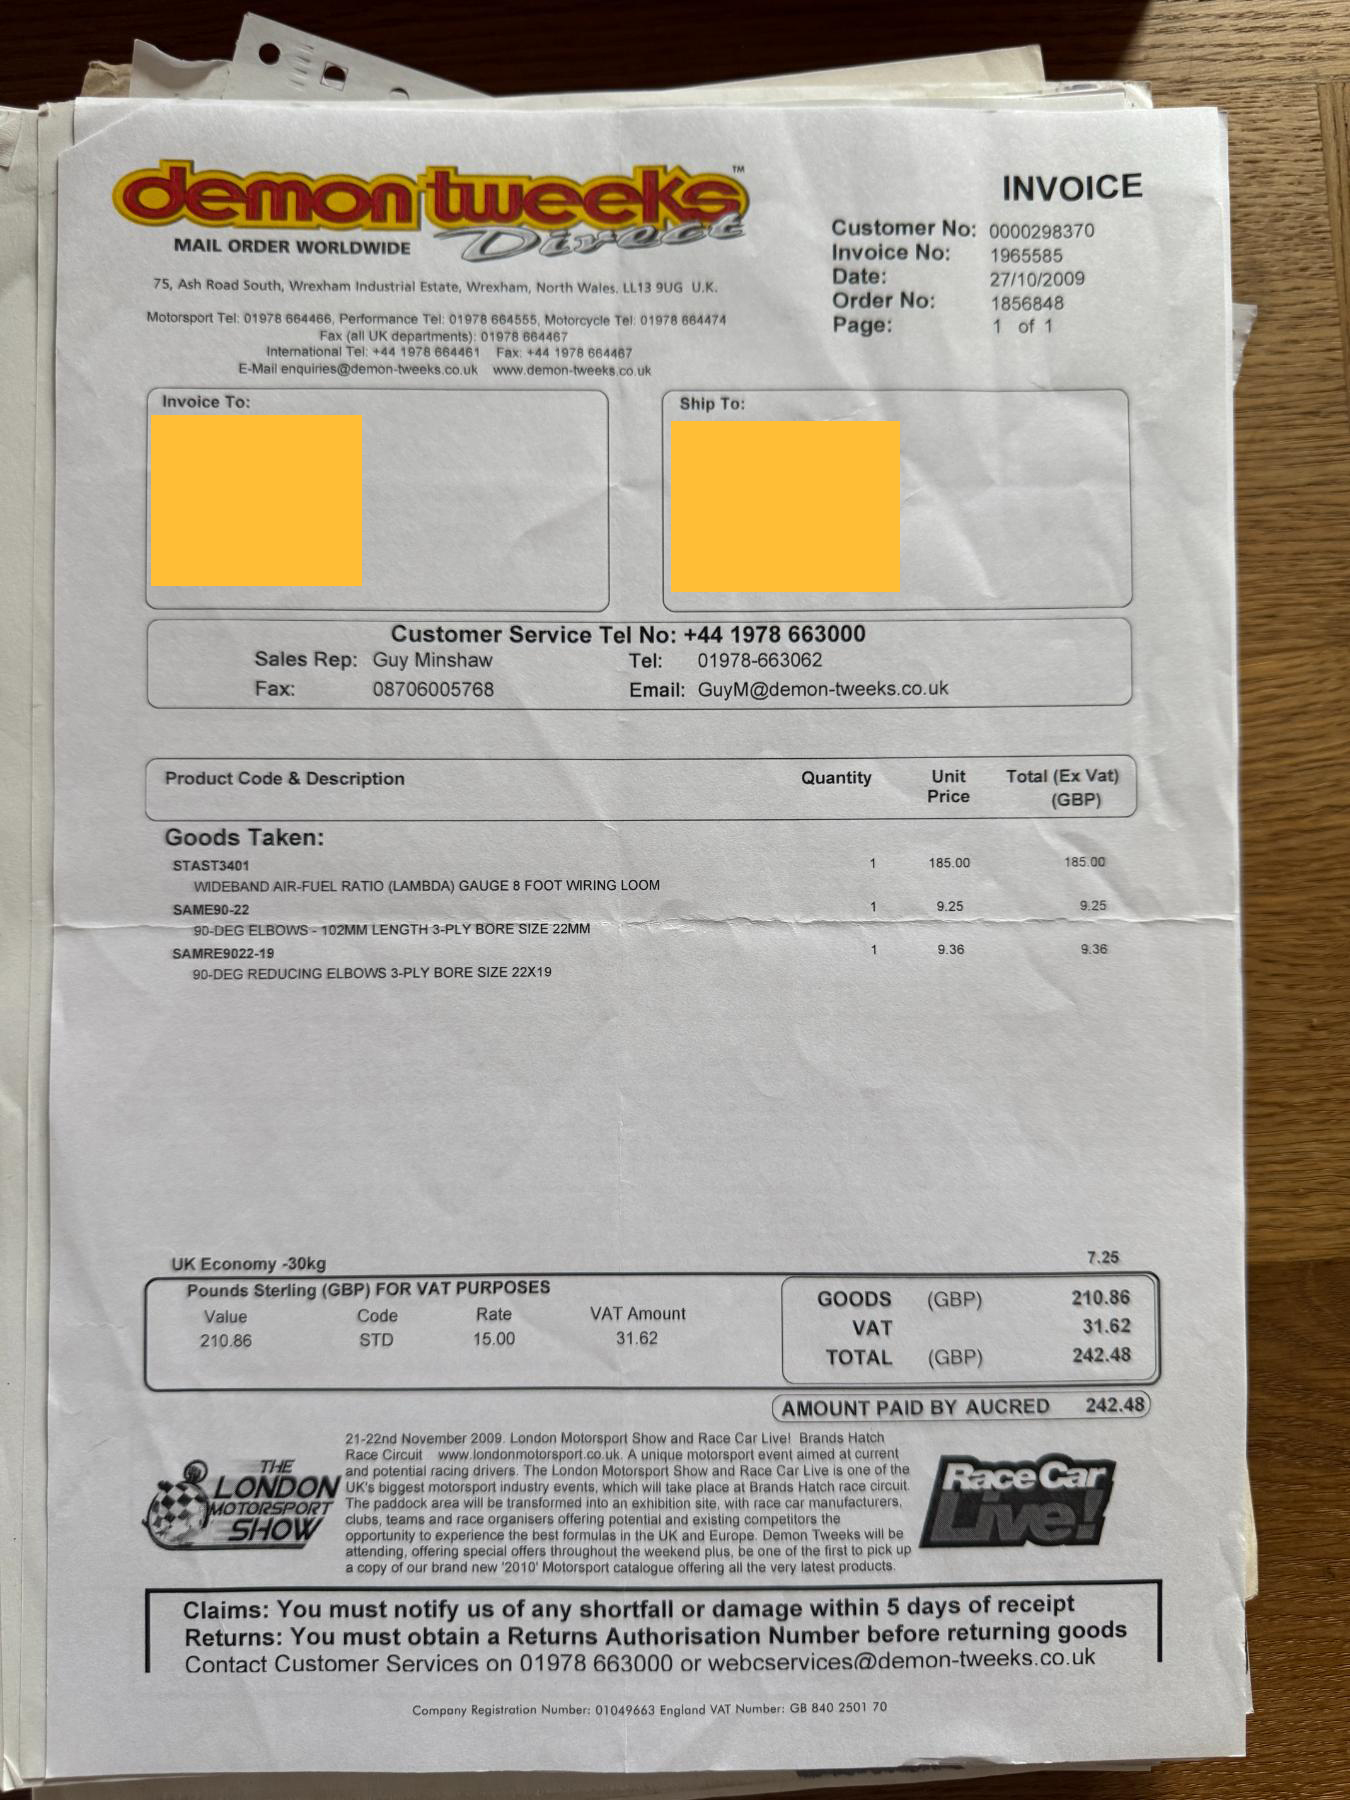 demon tweeks ™
Direct
MAIL ORDER WORLDWIDE
75, Ash Road South, Wrexham Industrial Estate, Wrexham, North Wales. LL13 9UG U.K.
Motorsport Tel: 01978 664466, Performance Tel: 01978 664555, Motorcycle Tel: 01978 664474
Fax (all UK departments): 01978 664467
International Tel: +44 1978 664461 Fax: +44 1978 664467
E-Mail enquiries@demon-tweeks.co.uk www.demon-tweeks.co.uk
INVOICE
Customer No: 0000298370
Invoice No: 1965585
Date: 27/10/2009
Order No: 1856848
Page: 1 of 1
Invoice To:
Ship To:
Customer Service Tel No: +44 1978 663000
Sales Rep: Guy Minshaw Tel: 01978-663062
Fax: 08706005768 Email: GuyM@demon-tweeks.co.uk
Product Code & Description Quantity Unit Price Total (Ex Vat) (GBP)
Goods Taken:
STAST3401 1 185.00 185.00
WIDEBAND AIR-FUEL RATIO (LAMBDA) GAUGE 8 FOOT WIRING LOOM
SAME90-22 1 9.25 9.25
90-DEG ELBOWS - 102MM LENGTH 3-PLY BORE SIZE 22MM
SAMRE9022-19 1 9.36 9.36
90-DEG REDUCING ELBOWS 3-PLY BORE SIZE 22X19
UK Economy -30kg 7.25
Pounds Sterling (GBP) FOR VAT PURPOSES
Value Code Rate VAT Amount
210.86 STD 15.00 31.62
GOODS (GBP) 210.86
VAT 31.62
TOTAL (GBP) 242.48
AMOUNT PAID BY AUCRED 242.48
THE
LONDON
MOTORSPORT
SHOW
21-22nd November 2009. London Motorsport Show and Race Car Live! Brands Hatch
Race Circuit www.londonmotorsport.co.uk. A unique motorsport event aimed at current
and potential racing drivers. The London Motorsport Show and Race Car Live is one of the
UK's biggest motorsport industry events, which will take place at Brands Hatch race circuit.
The paddock area will be transformed into an exhibition site, with race car manufacturers,
clubs, teams and race organisers offering potential and existing competitors the
opportunity to experience the best formulas in the UK and Europe. Demon Tweeks will be
attending, offering special offers throughout the weekend plus, be one of the first to pick up
a copy of our brand new '2010' Motorsport catalogue offering all the very latest products.
Race Car
Live!
Claims: You must notify us of any shortfall or damage within 5 days of receipt
Returns: You must obtain a Returns Authorisation Number before returning goods
Contact Customer Services on 01978 663000 or webcservices@demon-tweeks.co.uk
Company Registration Number: 01049663 England VAT Number: GB 840 2501 70